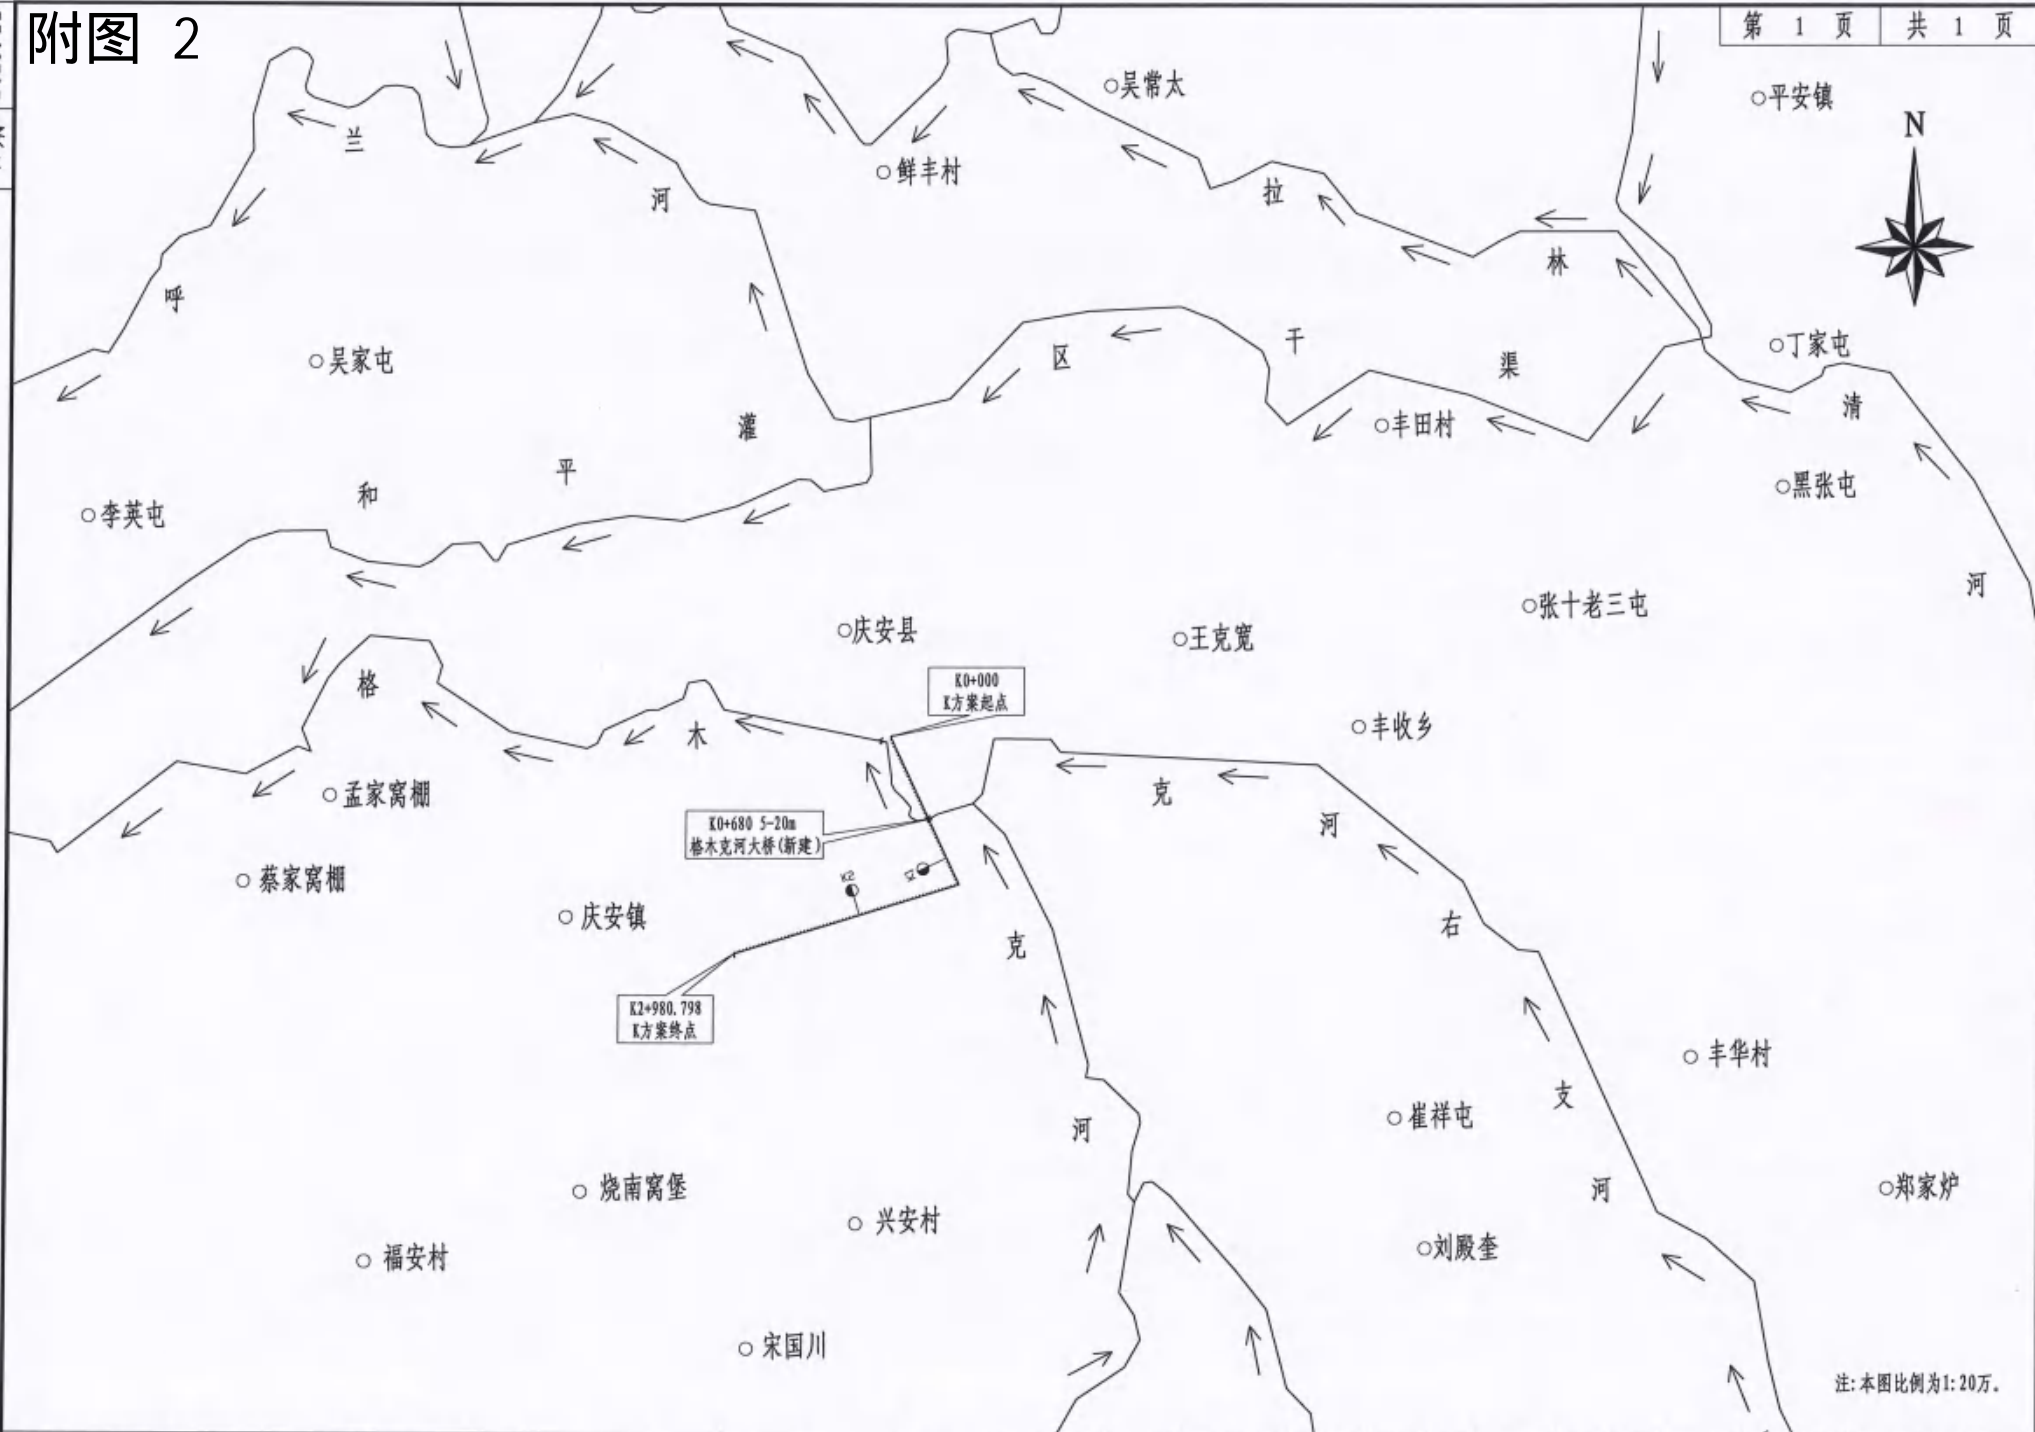 附图 2
第 1 页 共 1 页
吴常太
平安镇
N
兰
鲜丰村
河
拉
林
呼
丁家屯
吴家屯
区
干
渠
清
灌
丰田村
平
和
黑张屯
李英屯
河
张十老三屯
庆安县
王克宽
K0+000
K方案起点
格
丰收乡
木
孟家窝棚
克
河
K0+680 5-20m
格木克河大桥(新建)
蔡家窝棚
K2
K1
庆安镇
右
克
K2+980.798
K方案终点
丰华村
支
崔祥屯
河
烧南窝堡
河
郑家炉
兴安村
刘殿奎
福安村
宋国川
注:本图比例为1:20万.